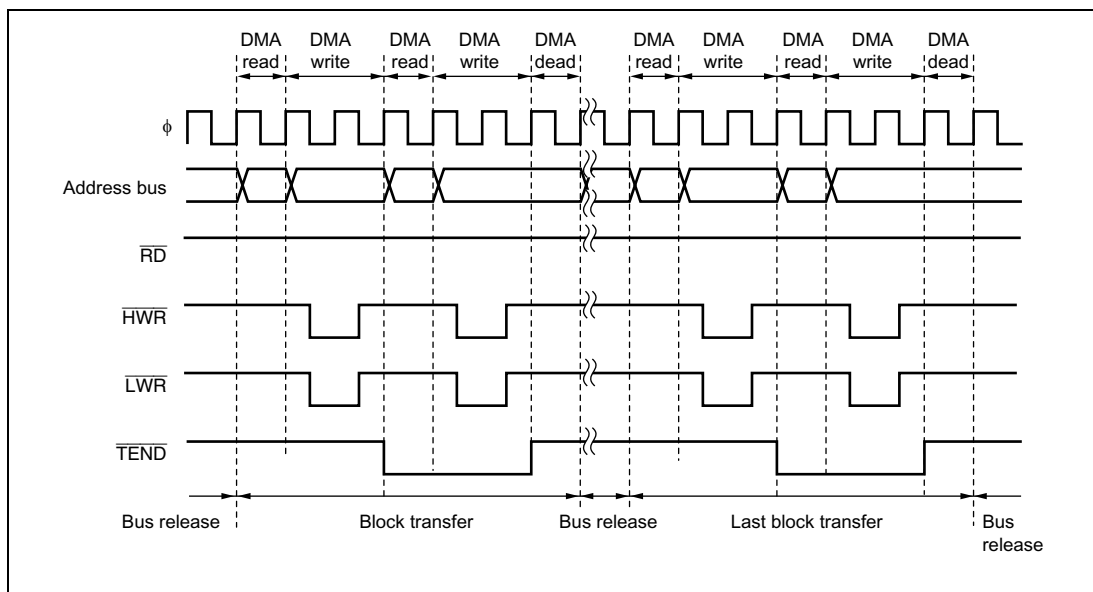 DMA DMA DMA DMA DMA DMA DMA DMA DMA DMA
read write read write dead read write read write dead
ϕ
Address bus
RD
HWR
LWR
TEND
Bus release Block transfer Bus release Last block transfer Bus
release